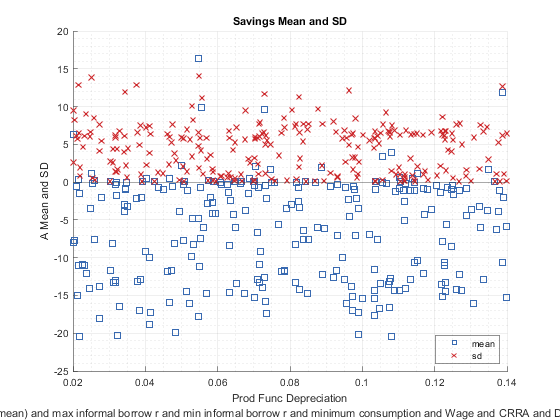 Savings Mean and SD
20
15
10
5
0
-5
-10
-15
-20
-25
A Mean and SD
0.02
0.04
0.06
0.08
0.1
0.12
0.14
Prod Func Depreciation
mean
sd
mean) and max informal borrow r and min informal borrow r and minimum consumption and Wage and CRRA and